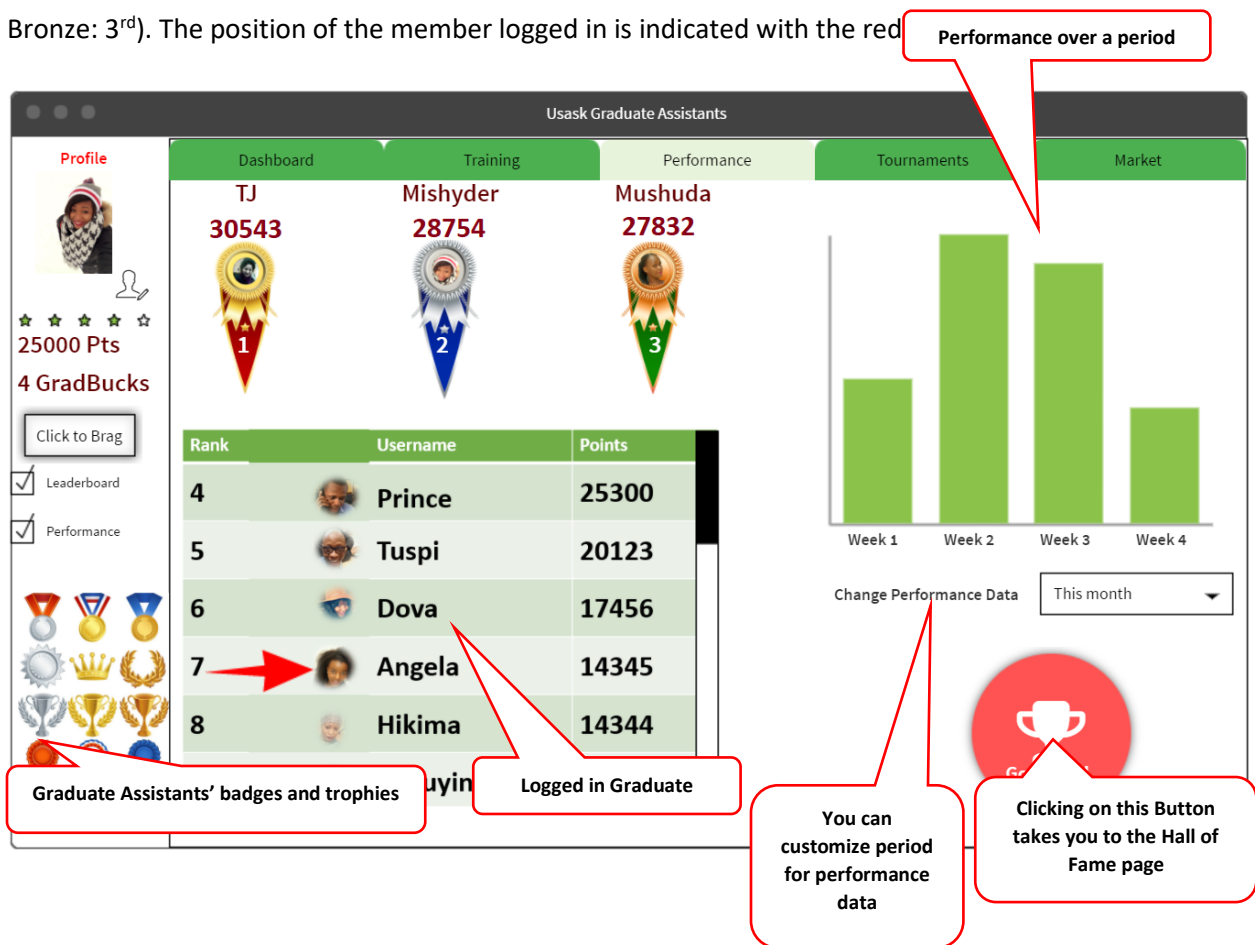 Bronze: 3rd). The position of the member logged in is indicated with the red
Performance over a period
Usask Graduate Assistants
Profile
Dashboard Training Performance Tournaments Market
TJ Mishyder Mushuda
30543 28754 27832
1 2 3
25000 Pts
4 GradBucks
Click to Brag
Leaderboard
Performance
Rank Username Points
4 Prince 25300
5 Tuspi 20123
6 Dova 17456
7 Angela 14345
8 Hikima 14344
Week 1 Week 2 Week 3 Week 4
Change Performance Data This month
Graduate Assistants’ badges and trophies
Logged in Graduate
You can
customize period
for performance
data
Clicking on this Button
takes you to the Hall of
Fame page